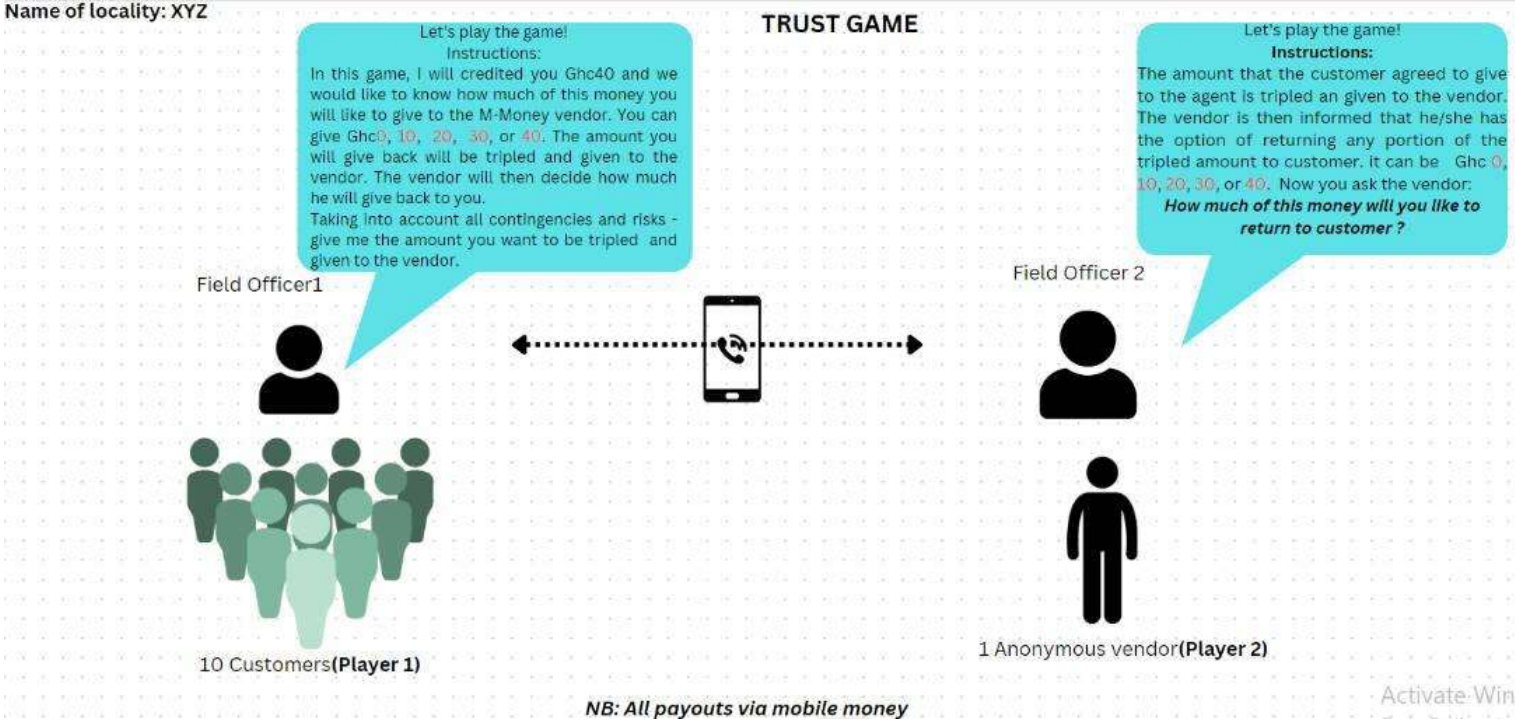 Name of locality: XYZ
TRUST GAME
Let's play the game!
Instructions:
In this game, I will credited you Ghc40 and we
would like to know how much of this money you
will like to give to the M-Money vendor. You can
give Ghc0, 10, 20, 30, or 40. The amount you
will give back will be tripled and given to the
vendor. The vendor will then decide how much
he will give back to you.
Taking into account all contingencies and risks -
give me the amount you want to be tripled and
given to the vendor.
Let's play the game!
Instructions:
The amount that the customer agreed to give
to the agent is tripled an given to the vendor.
The vendor is then informed that he/she has
the option of returning any portion of the
tripled amount to customer. it can be Ghc 0,
10, 20, 30, or 40. Now you ask the vendor:
How much of this money will you like to
return to customer ?
Field Officer1
Field Officer 2
10 Customers(Player 1)
1 Anonymous vendor(Player 2)
NB: All payouts via mobile money
Activate Win